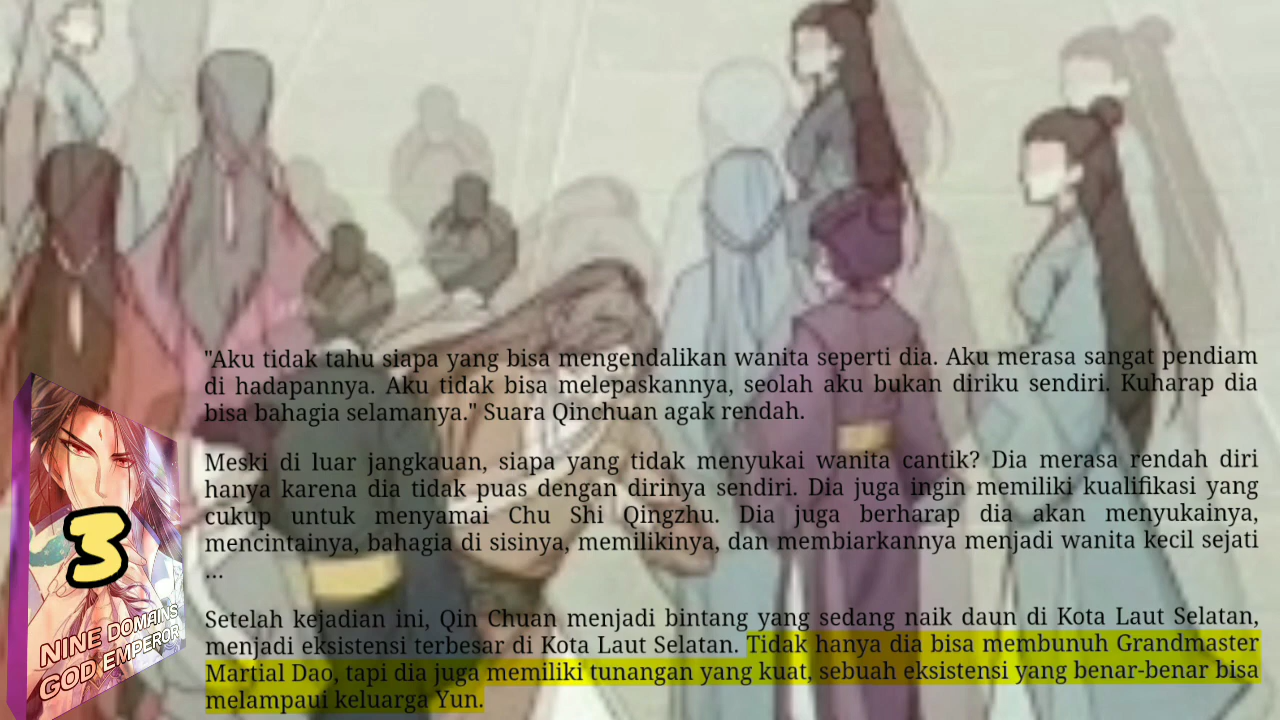 "Aku tidak tahu siapa yang bisa mengendalikan wanita seperti dia. Aku merasa sangat pendiam
di hadapannya. Aku tidak bisa melepaskannya, seolah aku bukan diriku sendiri. Kuharap dia
bisa bahagia selamanya." Suara Qinchuan agak rendah.
Meski di luar jangkauan, siapa yang tidak menyukai wanita cantik? Dia merasa rendah diri
hanya karena dia tidak puas dengan dirinya sendiri. Dia juga ingin memiliki kualifikasi yang
cukup untuk menyamai Chu Shi Qingzhu. Dia juga berharap dia akan menyukainya,
mencintainya, bahagia di sisinya, memilikinya, dan membiarkannya menjadi wanita kecil sejati
...
Setelah kejadian ini, Qin Chuan menjadi bintang yang sedang naik daun di Kota Laut Selatan,
menjadi eksistensi terbesar di Kota Laut Selatan. Tidak hanya dia bisa membunuh Grandmaster
Martial Dao, tapi dia juga memiliki tunangan yang kuat, sebuah eksistensi yang benar-benar bisa
melampaui keluarga Yun.
3
NINE DOMAINS
GOD EMPEROR